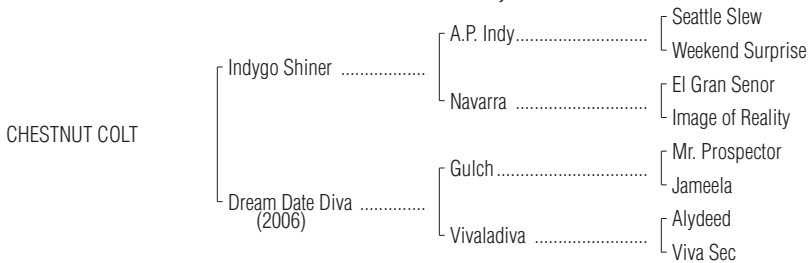 Seattle Slew
A.P. Indy
Weekend Surprise
Indygo Shiner
El Gran Senor
Navarra
Image of Reality
CHESTNUT COLT
Mr. Prospector
Gulch
Jameela
Dream Date Diva
(2006)
Alydeed
Vivaladiva
Viva Sec